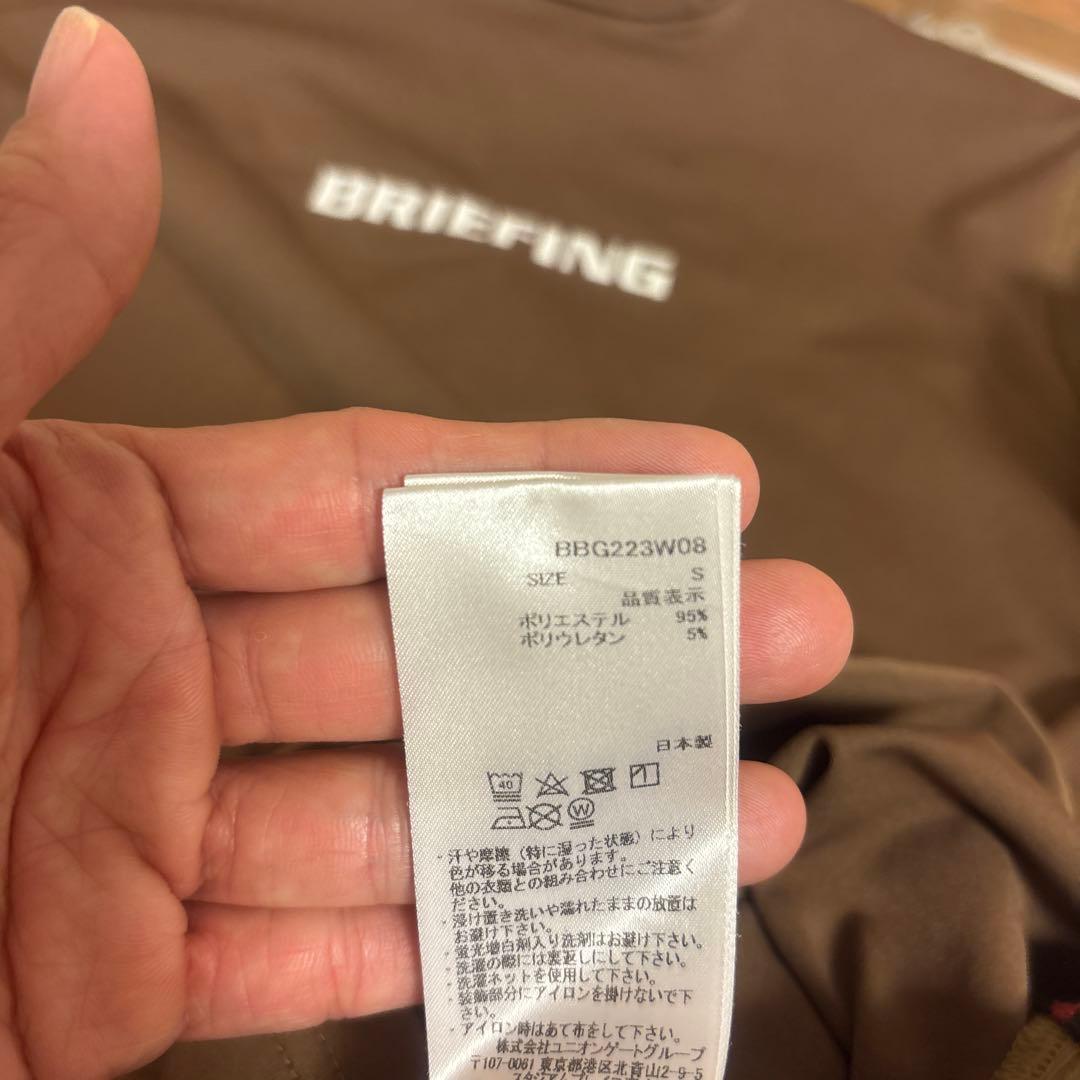 BRIEFING
BBG223W08
SIZE S
品質表示
ポリエステル 95%
ポリウレタン 5%
日本製
40
W
・汗や摩擦（特に湿った状態）により
色が移る場合があります。
他の衣類との組み合わせにご注意く
ださい。
・浸け置き洗いや濡れたままの放置は
お避け下さい。
・蛍光増白剤入り洗剤はお避け下さい。
・洗濯の際には裏返しにして下さい。
・洗濯ネットを使用して下さい。
・装飾部分にアイロンを掛けないで下
さい。
・アイロン時はあて布をして下さい。
株式会社ユニオンゲートグループ
〒107-0061 東京都港区北青山2-9-5